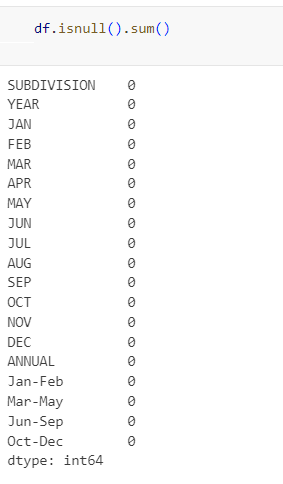 df.isnull().sum()
SUBDIVISION 0
YEAR 0
JAN 0
FEB 0
MAR 0
APR 0
MAY 0
JUN 0
JUL 0
AUG 0
SEP 0
OCT 0
NOV 0
DEC 0
ANNUAL 0
Jan-Feb 0
Mar-May 0
Jun-Sep 0
Oct-Dec 0
dtype: int64